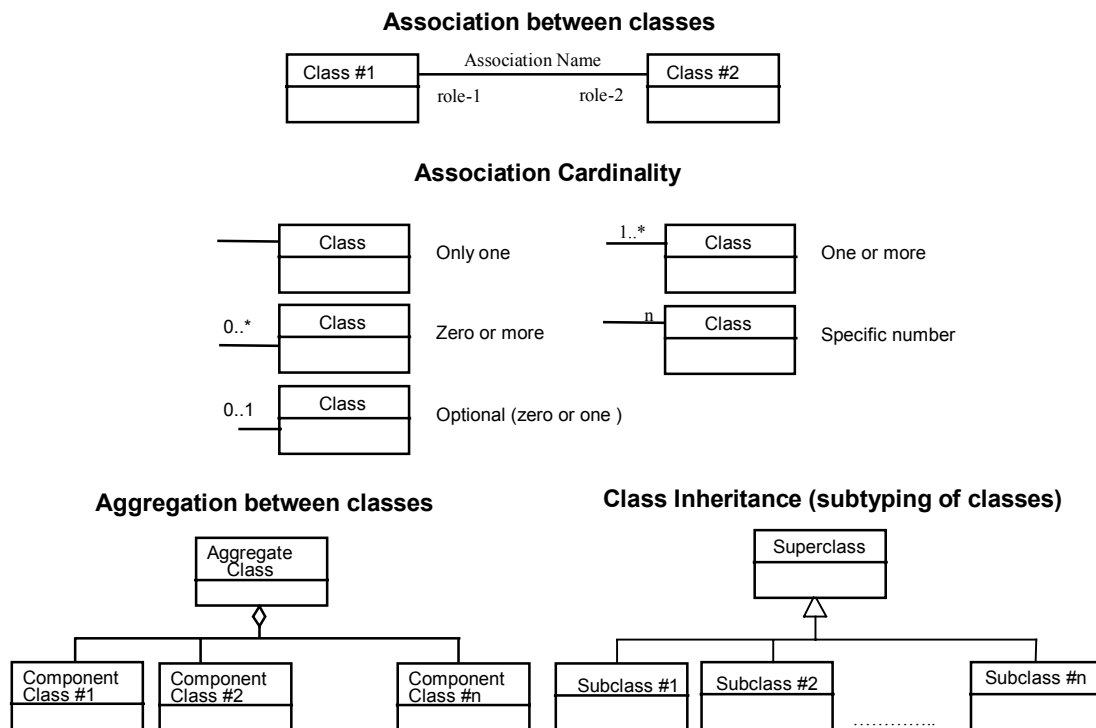 Association between classes
Class #1
Association Name
Class #2
role-1
role-2
Association Cardinality
Class
Only one
1..*
Class
One or more
0..*
Class
Zero or more
n
Class
Specific number
0..1
Class
Optional (zero or one )
Aggregation between classes
Class Inheritance (subtyping of classes)
Aggregate
Class
Superclass
Component
Class #1
Component
Class #2
Component
Class #n
Subclass #1
Subclass #2
Subclass #n
…………..